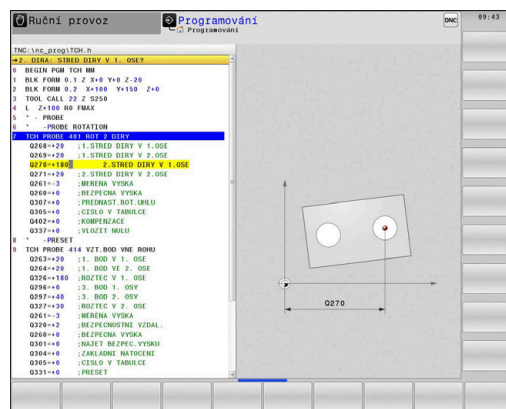 Ruční provoz
Programování
Programování
DNC
09:43
TNC:\nc_prog\TCH.h
→2. DIRA: STRED DIRY V 1. OSE?
0 BEGIN PGM TCH MM
1 BLK FORM 0.1 Z X+0 Y+0 Z-20
2 BLK FORM 0.2 X+100 Y+150 Z+0
3 TOOL CALL 22 Z S250
4 L Z+100 R0 FMAX
5 * - PROBE
6 * -PROBE ROTATION
7 TCH PROBE 401 ROT 2 DIRY
Q268=+20 ;1.STRED DIRY V 1.OSE
Q269=+20 ;1.STRED DIRY V 2.OSE
Q270=+180 2.STRED DIRY V 1.OSE
Q271=+20 ;2.STRED DIRY V 2.OSE
Q261=-3 ;MERENA VYSKA
Q260=+0 ;BEZPECNA VYSKA
Q307=+0 ;PREDNAST.ROT.UHLU
Q305=+0 ;CISLO V TABULCE
Q402=+0 ;KOMPENZACE
Q337=+0 ;VLOZIT NULU
8 * -PRESET
9 TCH PROBE 414 VZT.BOD VNE ROHU
Q263=+20 ;1. BOD V 1. OSE
Q264=+20 ;1. BOD VE 2. OSE
Q326=+180 ;ROZTEC V 1. OSE
Q296=+0 ;3. BOD 1. OSY
Q297=+40 ;3. BOD 2. OSY
Q327=+30 ;ROZTEC V 2. OSE
Q261=-3 ;MERENA VYSKA
Q320=+2 ;BEZPECNOSTNI VZDAL.
Q260=+0 ;BEZPECNA VYSKA
Q301=+0 ;NAJET BEZPEC.VYSKU
Q304=+0 ;ZAKLADNI NATOCENI
Q305=+0 ;CISLO V TABULCE
Q331=+0 ;PRESET
Q270